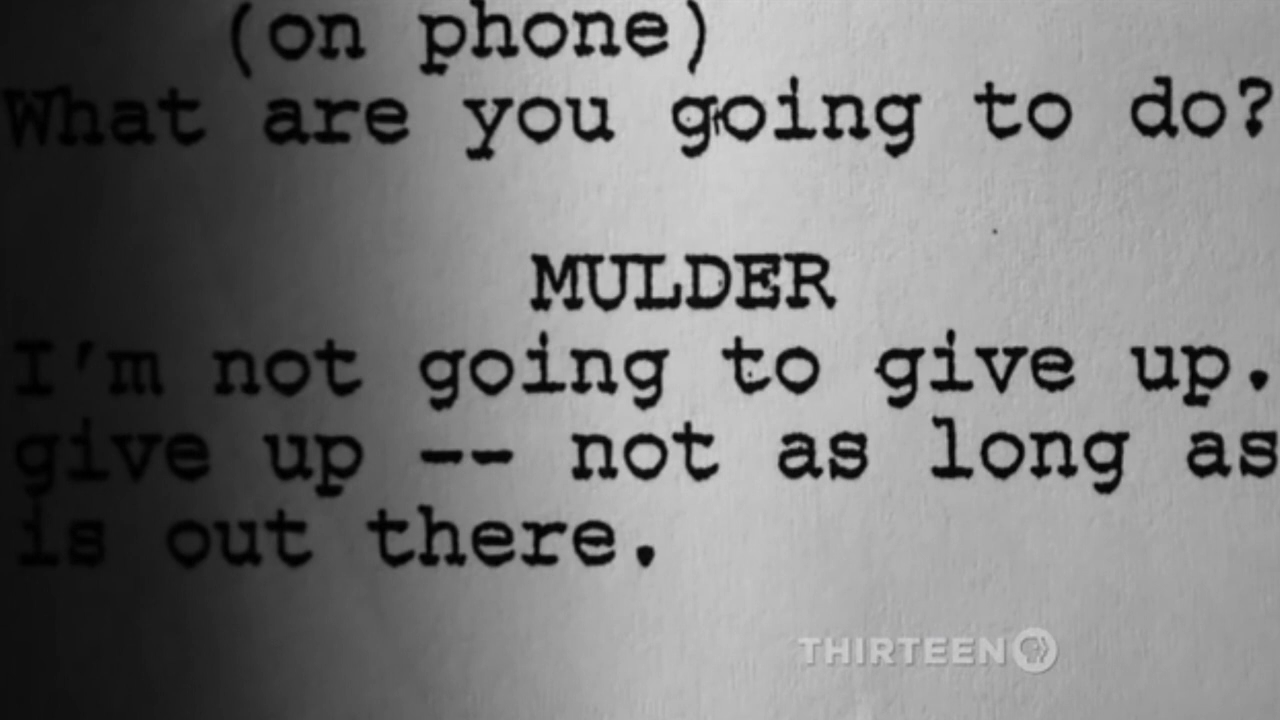 (on phone)
What are you going to do?
MULDER
I'm not going to give up.
give up -- not as long as
is out there.
THIRTEEN